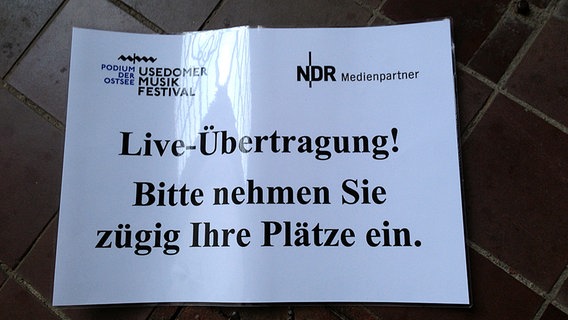 PODIUM
DER
OSTSEE
USEDOMER
MUSIK
FESTIVAL
NDR Medienpartner
Live-Übertragung!
Bitte nehmen Sie
zügig Ihre Plätze ein.